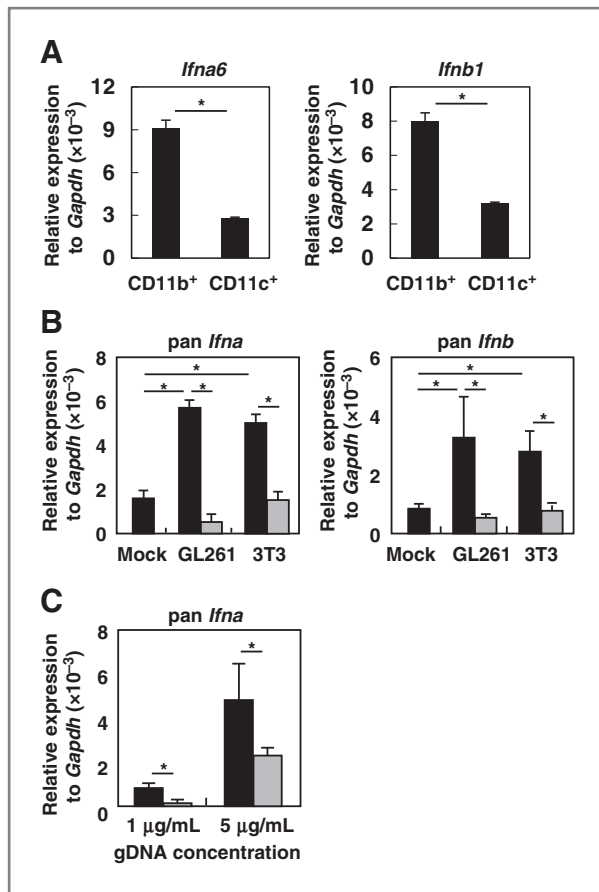 A
Ifna6
Relative expression
to Gapdh (×10⁻³)
12
9
6
3
0
*
CD11b⁺ CD11c⁺
Ifnb1
Relative expression
to Gapdh (×10⁻³)
8
6
4
2
0
*
CD11b⁺ CD11c⁺
B
pan Ifna
Relative expression
to Gapdh (×10⁻³)
8
6
4
2
0
*
* *
*
Mock GL261 3T3
pan Ifnb
Relative expression
to Gapdh (×10⁻³)
6
4
2
0
*
* *
*
Mock GL261 3T3
C
pan Ifna
Relative expression
to Gapdh (×10⁻³)
8
6
4
2
0
*
*
1 μg/mL 5 μg/mL
gDNA concentration